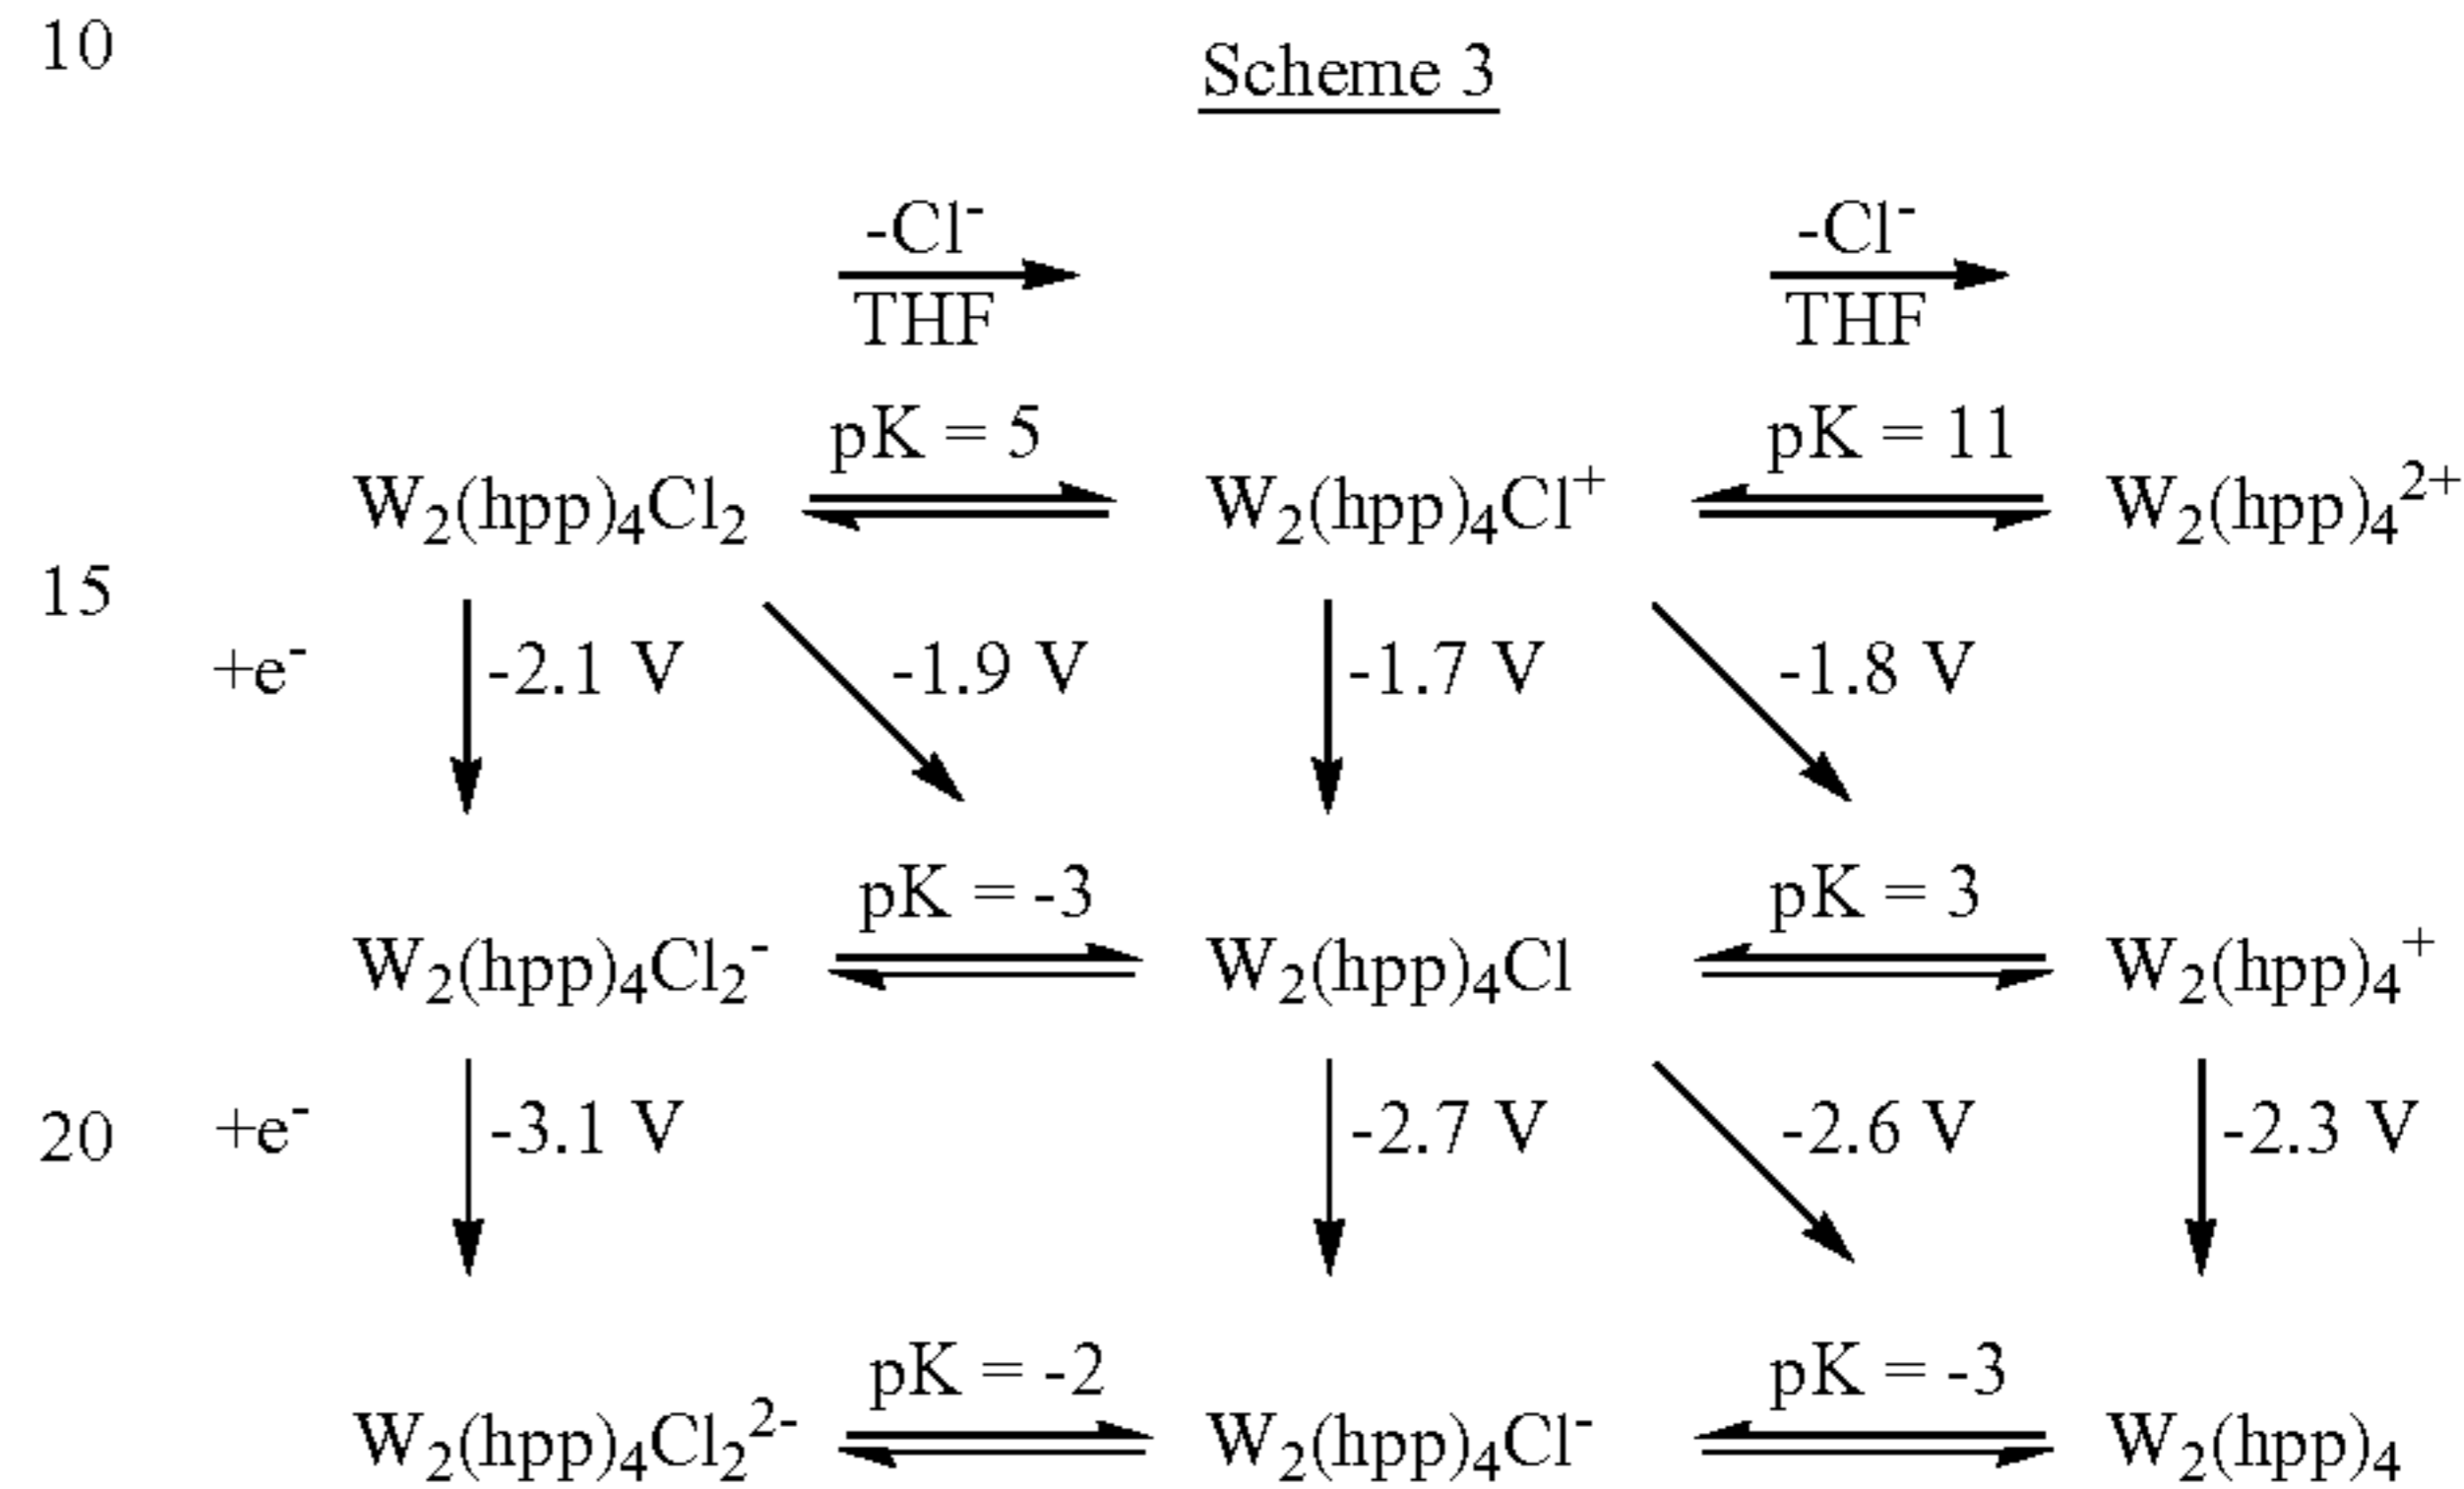 10
Scheme 3
-Cl⁻ -Cl⁻
THF THF
pK = 5 pK = 11
W₂(hpp)₄Cl₂ W₂(hpp)₄Cl⁺ W₂(hpp)₄²⁺
15
+e⁻ -2.1 V -1.9 V -1.7 V -1.8 V
pK = -3 pK = 3
W₂(hpp)₄Cl₂⁻ W₂(hpp)₄Cl W₂(hpp)₄⁺
20 +e⁻ -3.1 V -2.7 V -2.6 V -2.3 V
pK = -2 pK = -3
W₂(hpp)₄Cl₂²⁻ W₂(hpp)₄Cl⁻ W₂(hpp)₄